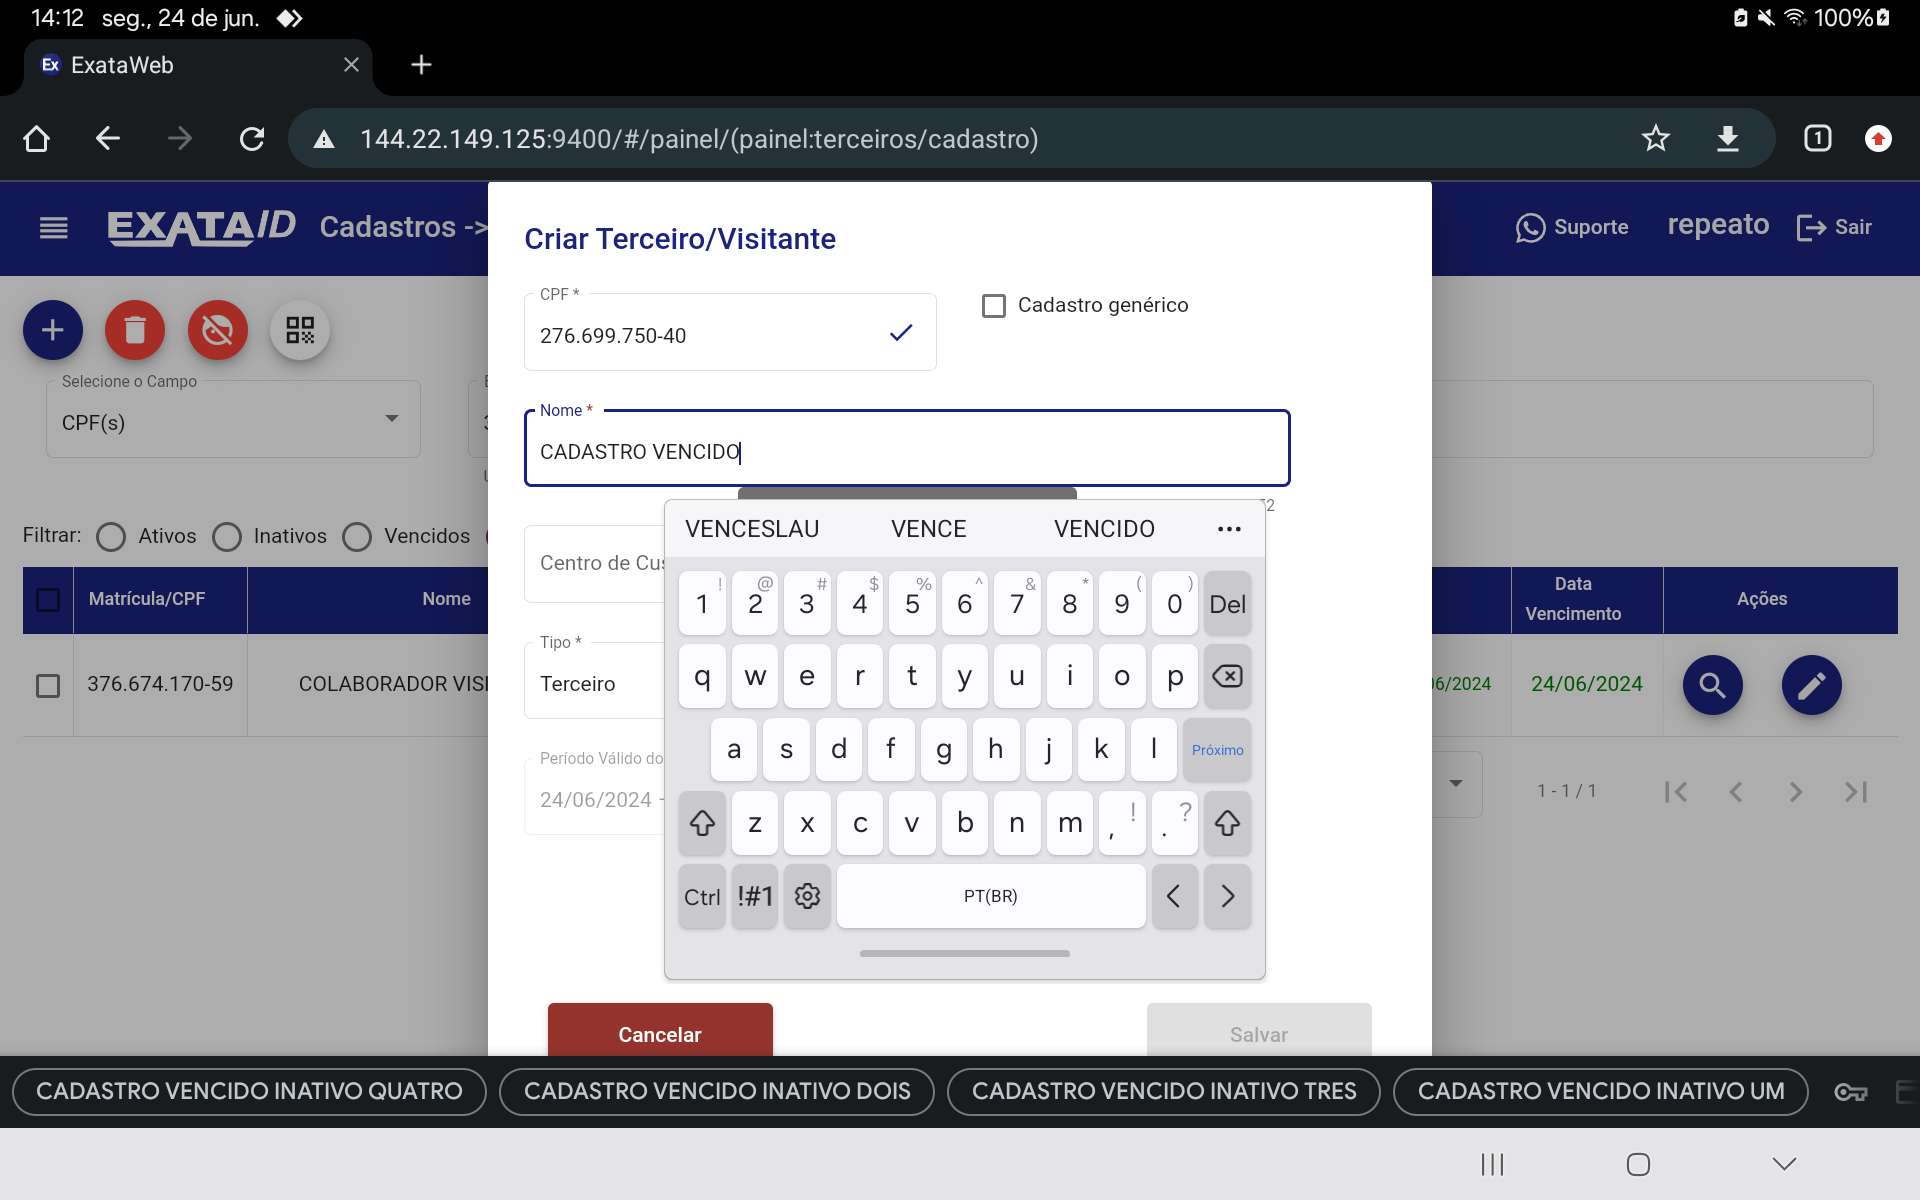 14:12 seg., 24 de jun. 100%
Ex ExataWeb
144.22.149.125:9400/#/painel/(painel:terceiros/cadastro) 1
EXATAID Cadastros -> Suporte repeato Sair
Criar Terceiro/Visitante
CPF *
276.699.750-40
Cadastro genérico
Selecione o Campo
CPF(s)
Nome *
CADASTRO VENCIDO
Filtrar: Ativos Inativos Vencidos
Centro de Cus
VENCESLAU VENCE VENCIDO
Matrícula/CPF Nome Data Vencimento Ações
376.674.170-59 COLABORADOR VIS 06/2024 24/06/2024
Tipo *
Terceiro
Período Válido do
24/06/2024 -
1 - 1 / 1
! @ # $ % ^ & * ( )
1 2 3 4 5 6 7 8 9 0 Del
q w e r t y u i o p
a s d f g h j k l Próximo
z x c v b n m , ! . ?
Ctrl !#1 PT(BR) < >
Cancelar Salvar
CADASTRO VENCIDO INATIVO QUATRO
CADASTRO VENCIDO INATIVO DOIS
CADASTRO VENCIDO INATIVO TRES
CADASTRO VENCIDO INATIVO UM